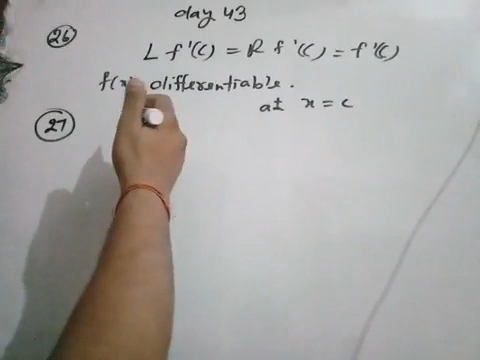 day 43
26 L f'(c) = R f'(c) = f'(c)
f(x) differentiable.
at x = c
27